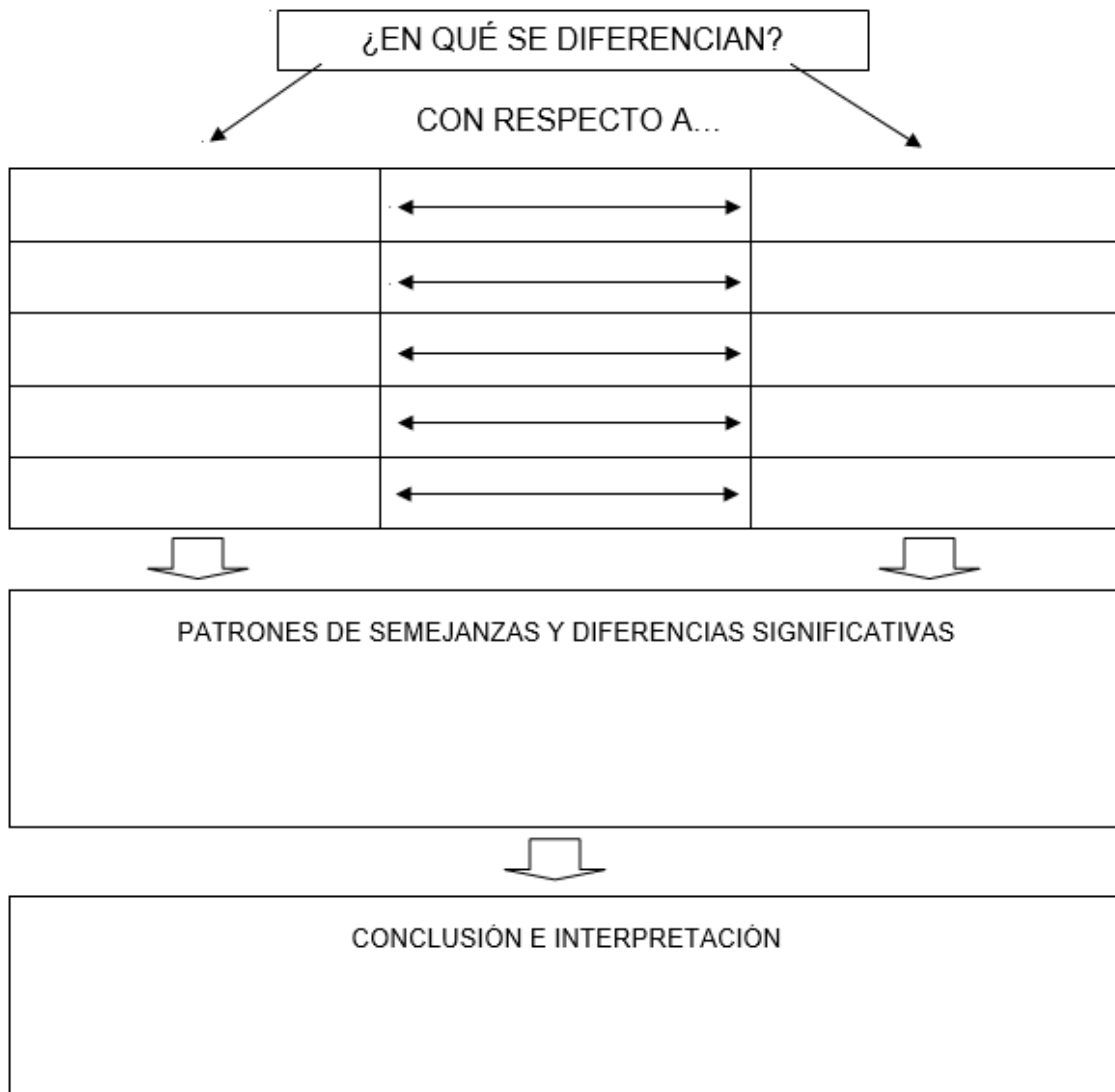 ¿EN QUÉ SE DIFERENCIAN?
CON RESPECTO A...
PATRONES DE SEMEJANZAS Y DIFERENCIAS SIGNIFICATIVAS
CONCLUSIÓN E INTERPRETACIÓN